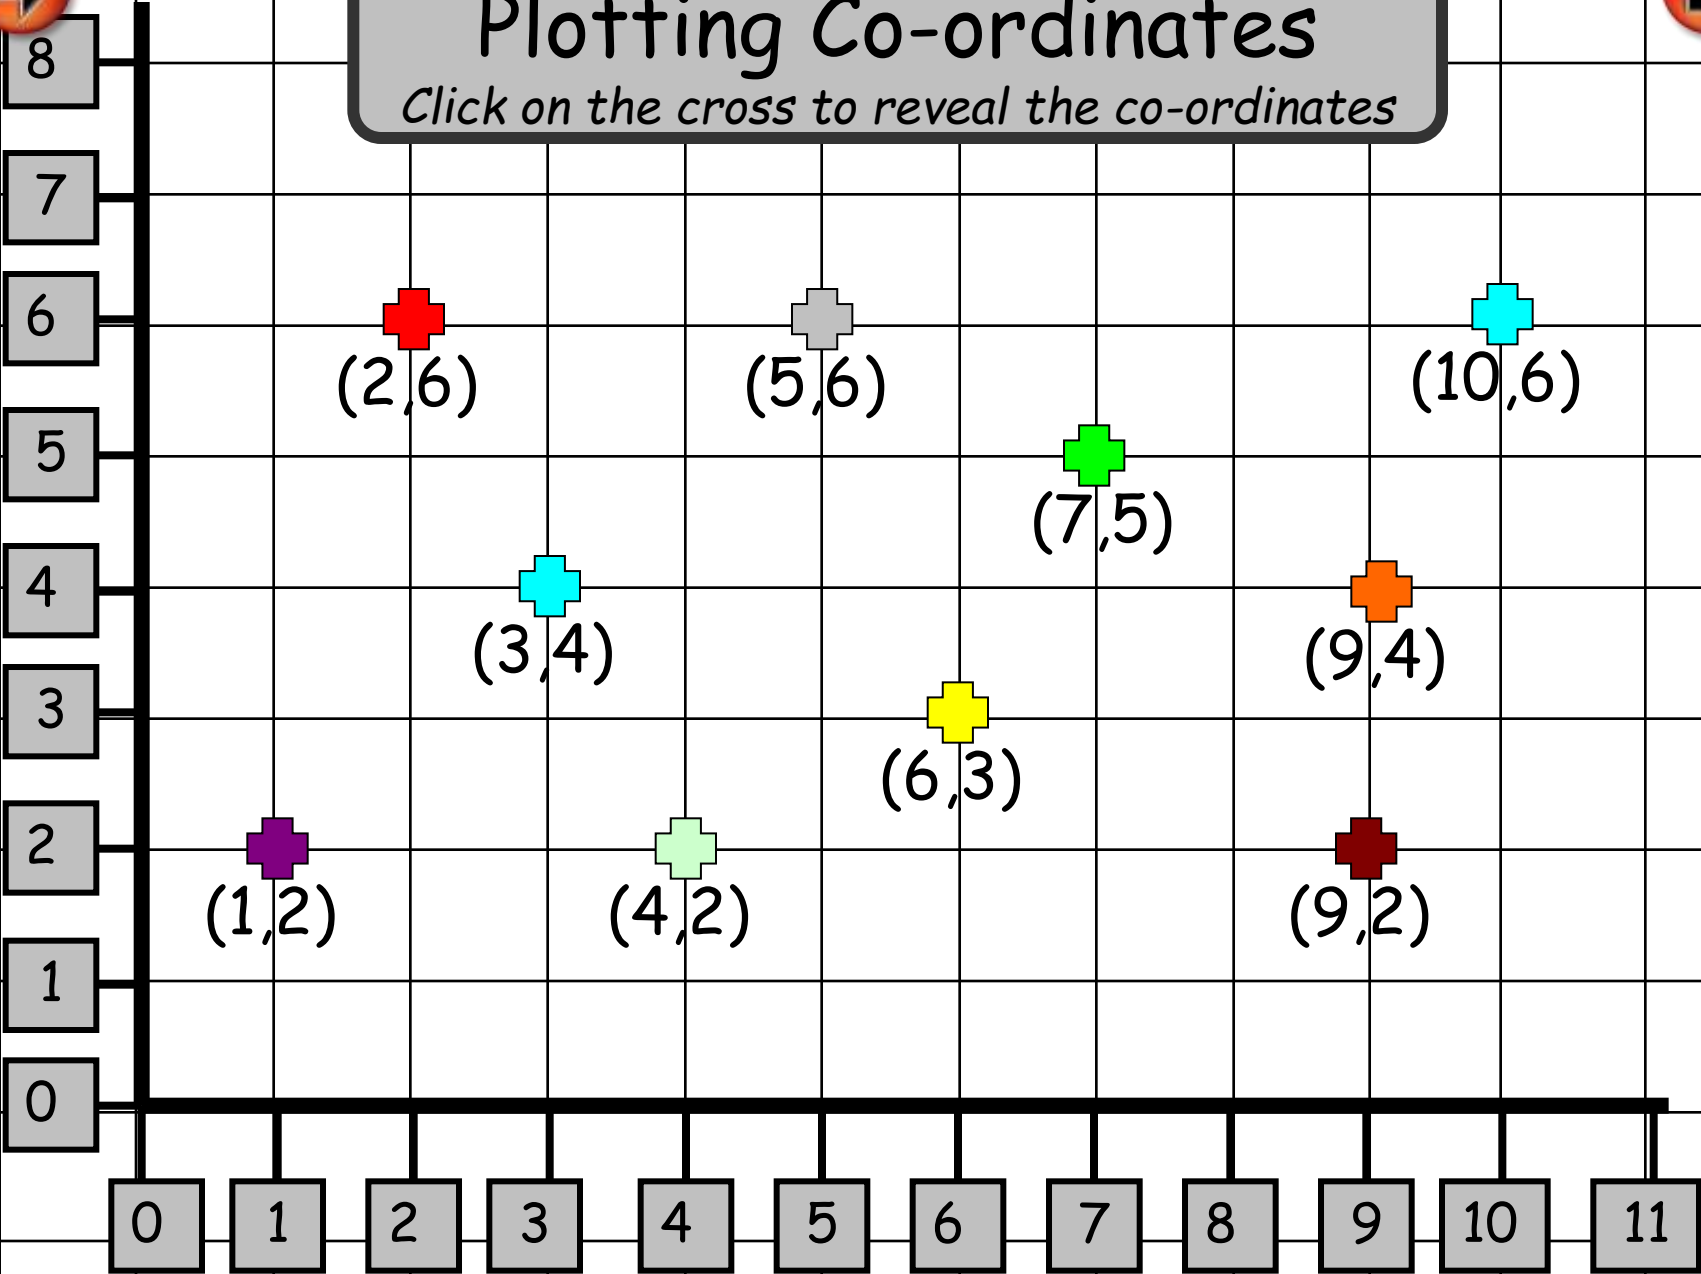 Plotting Co-ordinates
Click on the cross to reveal the co-ordinates
8
7
6
(2,6) (5,6) (10,6)
5
(7,5)
4
(3,4) (9,4)
3
(6,3)
2
(1,2) (4,2) (9,2)
1
0
0 1 2 3 4 5 6 7 8 9 10 11